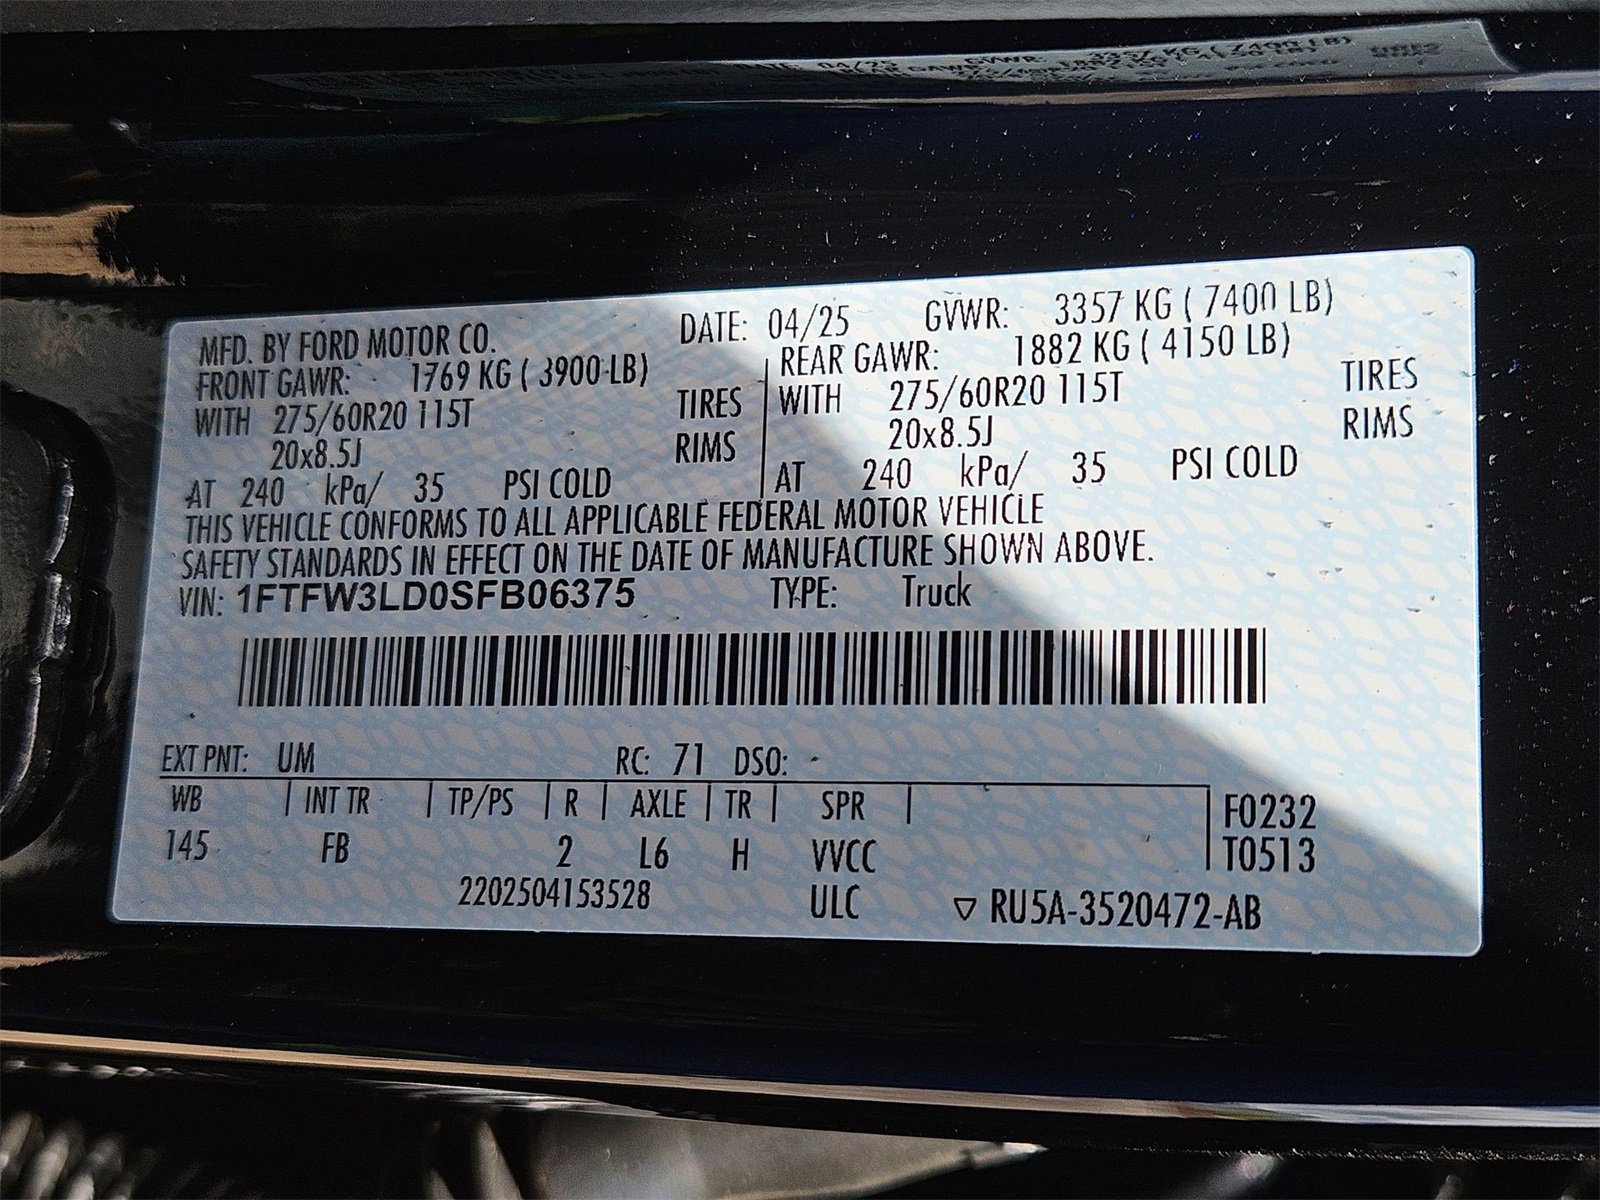 MFD. BY FORD MOTOR CO. DATE: 04/25 GVWR: 3357 KG ( 7400 LB)
FRONT GAWR: 1769 KG ( 3900 LB) REAR GAWR: 1882 KG ( 4150 LB)
WITH 275/60R20 115T TIRES WITH 275/60R20 115T TIRES
20x8.5J RIMS 20x8.5J RIMS
AT 240 kPa/ 35 PSI COLD AT 240 kPa/ 35 PSI COLD
THIS VEHICLE CONFORMS TO ALL APPLICABLE FEDERAL MOTOR VEHICLE
SAFETY STANDARDS IN EFFECT ON THE DATE OF MANUFACTURE SHOWN ABOVE.
VIN: 1FTFW3LD0SFB06375 TYPE: Truck
EXT PNT: UM RC: 71 DSO: -
WB | INT TR | TP/PS | R | AXLE | TR | SPR | F0232
145 FB 2 L6 H VVCC T0513
2202504153528 ULC ▽ RU5A-3520472-AB